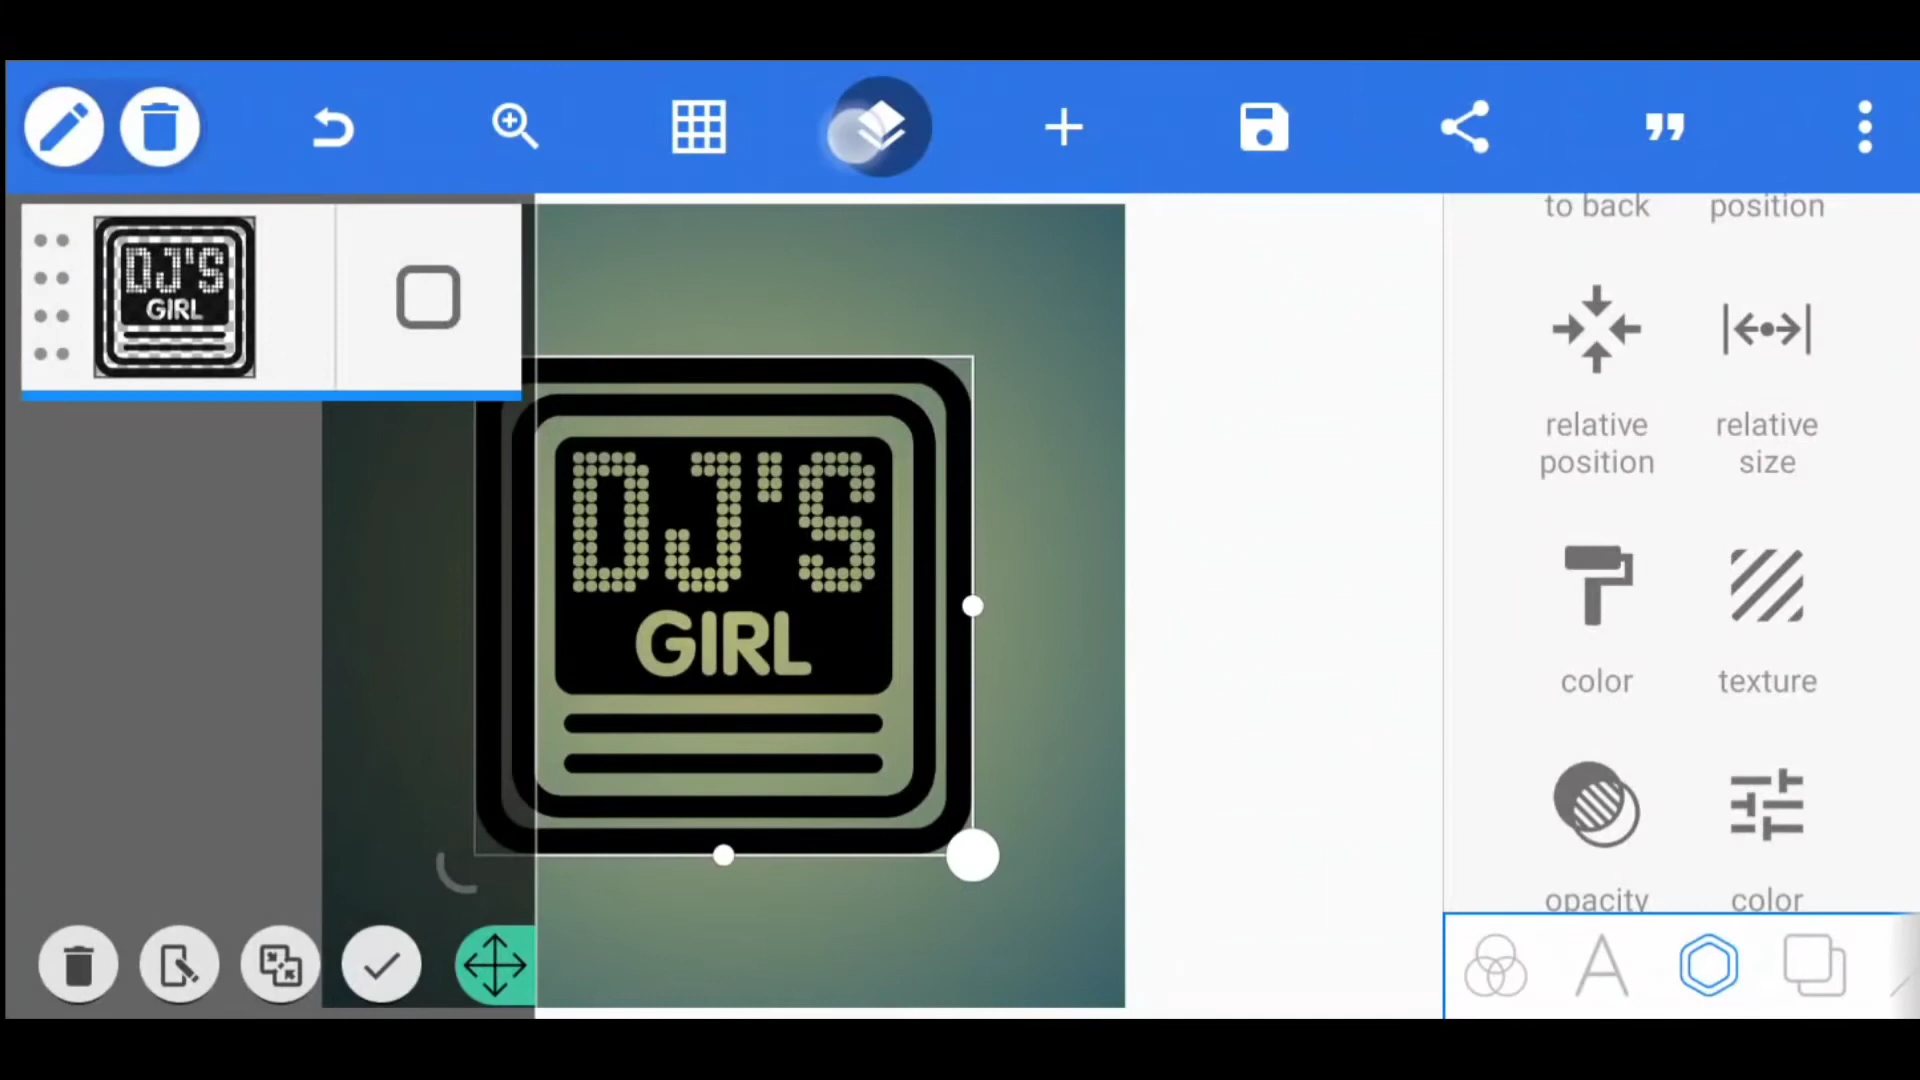 to back
position
DJ'S
GIRL
DJ'S
GIRL
relative
position
relative
size
color
texture
opacity
color